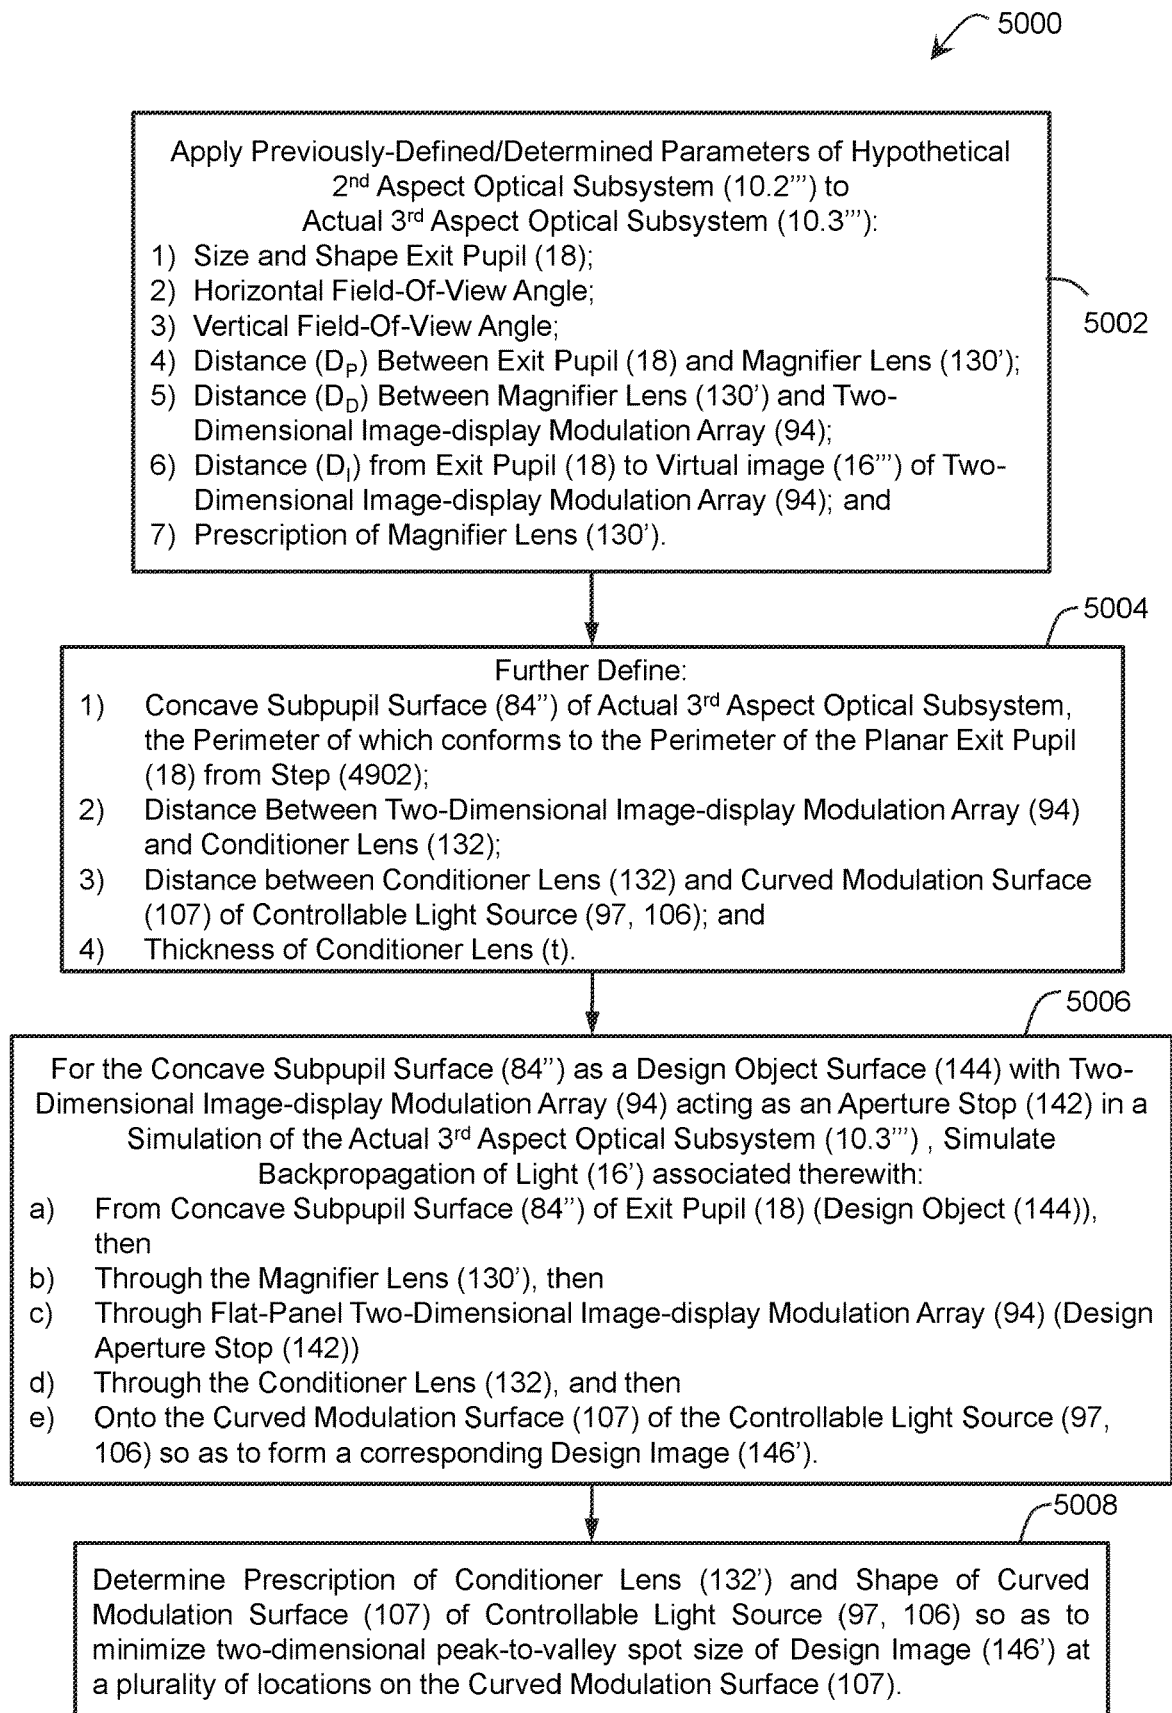 5000
Apply Previously-Defined/Determined Parameters of Hypothetical
2nd Aspect Optical Subsystem (10.2‴) to
Actual 3rd Aspect Optical Subsystem (10.3‴):
1) Size and Shape Exit Pupil (18);
2) Horizontal Field-Of-View Angle;
3) Vertical Field-Of-View Angle;
4) Distance (DP) Between Exit Pupil (18) and Magnifier Lens (130’);
5) Distance (DD) Between Magnifier Lens (130’) and Two-
Dimensional Image-display Modulation Array (94);
6) Distance (DI) from Exit Pupil (18) to Virtual image (16‴) of Two-
Dimensional Image-display Modulation Array (94); and
7) Prescription of Magnifier Lens (130’).
5002
5004
Further Define:
1) Concave Subpupil Surface (84”) of Actual 3rd Aspect Optical Subsystem,
the Perimeter of which conforms to the Perimeter of the Planar Exit Pupil
(18) from Step (4902);
2) Distance Between Two-Dimensional Image-display Modulation Array (94)
and Conditioner Lens (132);
3) Distance between Conditioner Lens (132) and Curved Modulation Surface
(107) of Controllable Light Source (97, 106); and
4) Thickness of Conditioner Lens (t).
5006
For the Concave Subpupil Surface (84”) as a Design Object Surface (144) with Two-
Dimensional Image-display Modulation Array (94) acting as an Aperture Stop (142) in a
Simulation of the Actual 3rd Aspect Optical Subsystem (10.3‴) , Simulate
Backpropagation of Light (16’) associated therewith:
a) From Concave Subpupil Surface (84”) of Exit Pupil (18) (Design Object (144)),
then
b) Through the Magnifier Lens (130’), then
c) Through Flat-Panel Two-Dimensional Image-display Modulation Array (94) (Design
Aperture Stop (142))
d) Through the Conditioner Lens (132), and then
e) Onto the Curved Modulation Surface (107) of the Controllable Light Source (97,
106) so as to form a corresponding Design Image (146’).
5008
Determine Prescription of Conditioner Lens (132’) and Shape of Curved
Modulation Surface (107) of Controllable Light Source (97, 106) so as to
minimize two-dimensional peak-to-valley spot size of Design Image (146’) at
a plurality of locations on the Curved Modulation Surface (107).